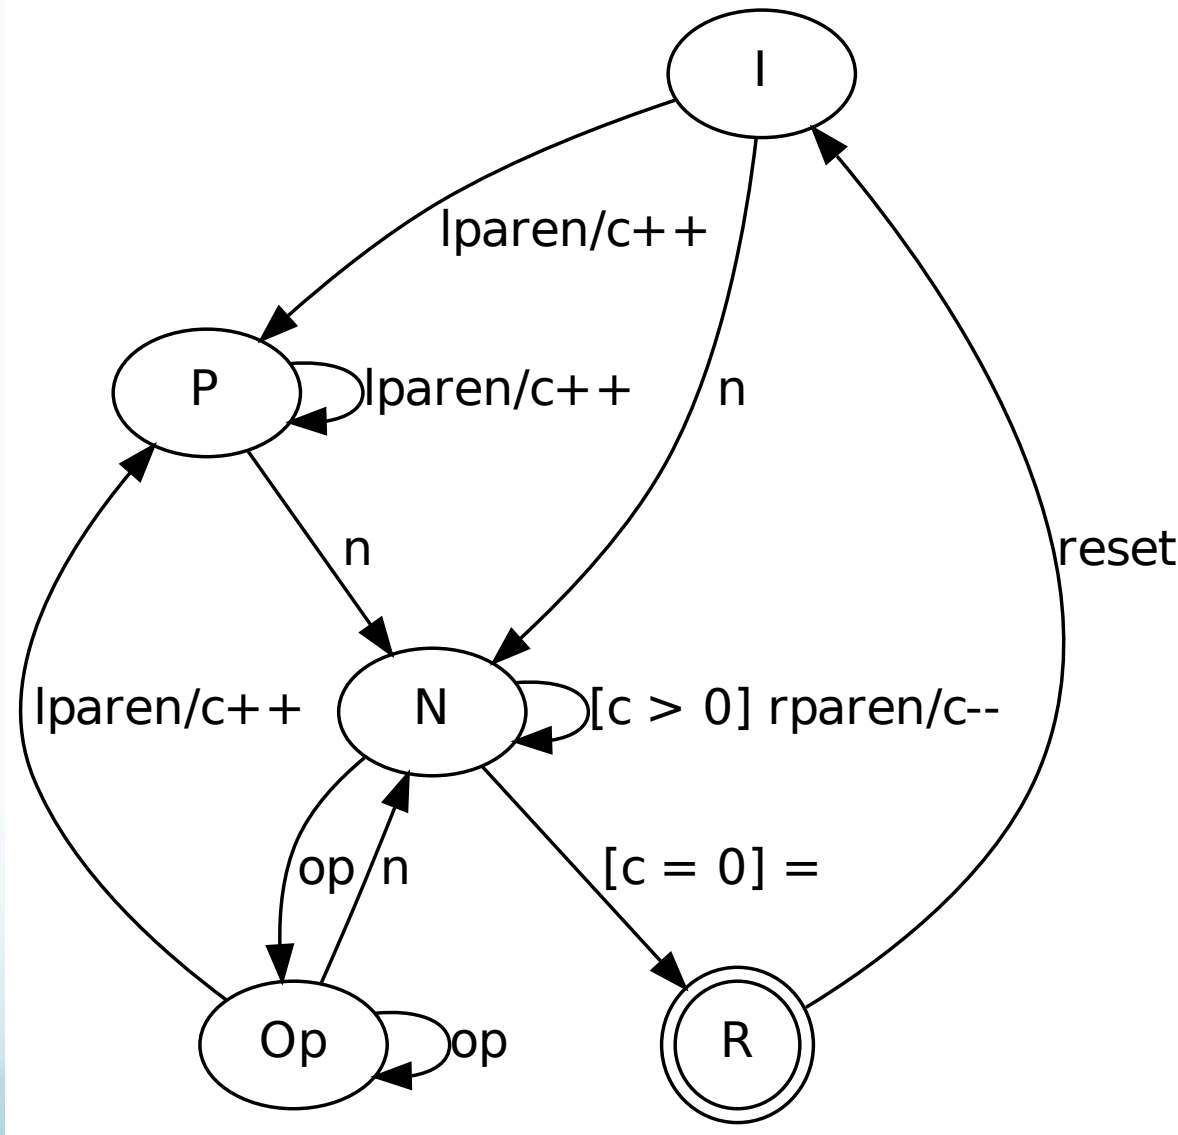 I
lparen/c++
P
lparen/c++
n
n
reset
lparen/c++
N
[c > 0] rparen/c--
op
n
[c = 0] =
Op
op
R